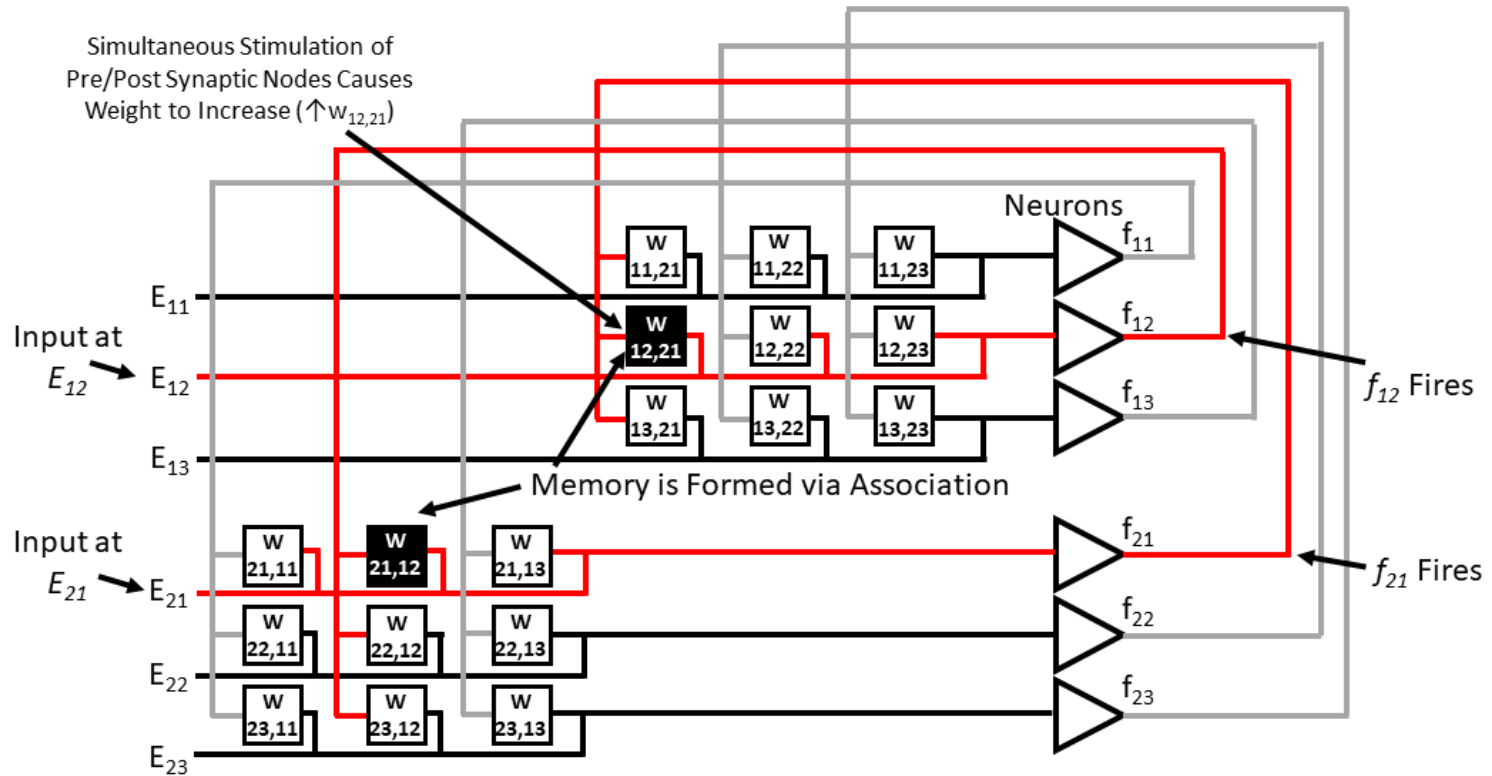 Simultaneous Stimulation of
Pre/Post Synaptic Nodes Causes
Weight to Increase (↑w12,21)
Neurons
W
11,21
W
11,22
W
11,23
f11
E11
Input at
E12
W
12,21
W
12,22
W
12,23
f12
E12
f12 Fires
W
13,21
W
13,22
W
13,23
f13
E13
Memory is Formed via Association
Input at
E21
W
21,11
W
21,12
W
21,13
f21
E21
f21 Fires
W
22,11
W
22,12
W
22,13
f22
E22
W
23,11
W
23,12
W
23,13
f23
E23